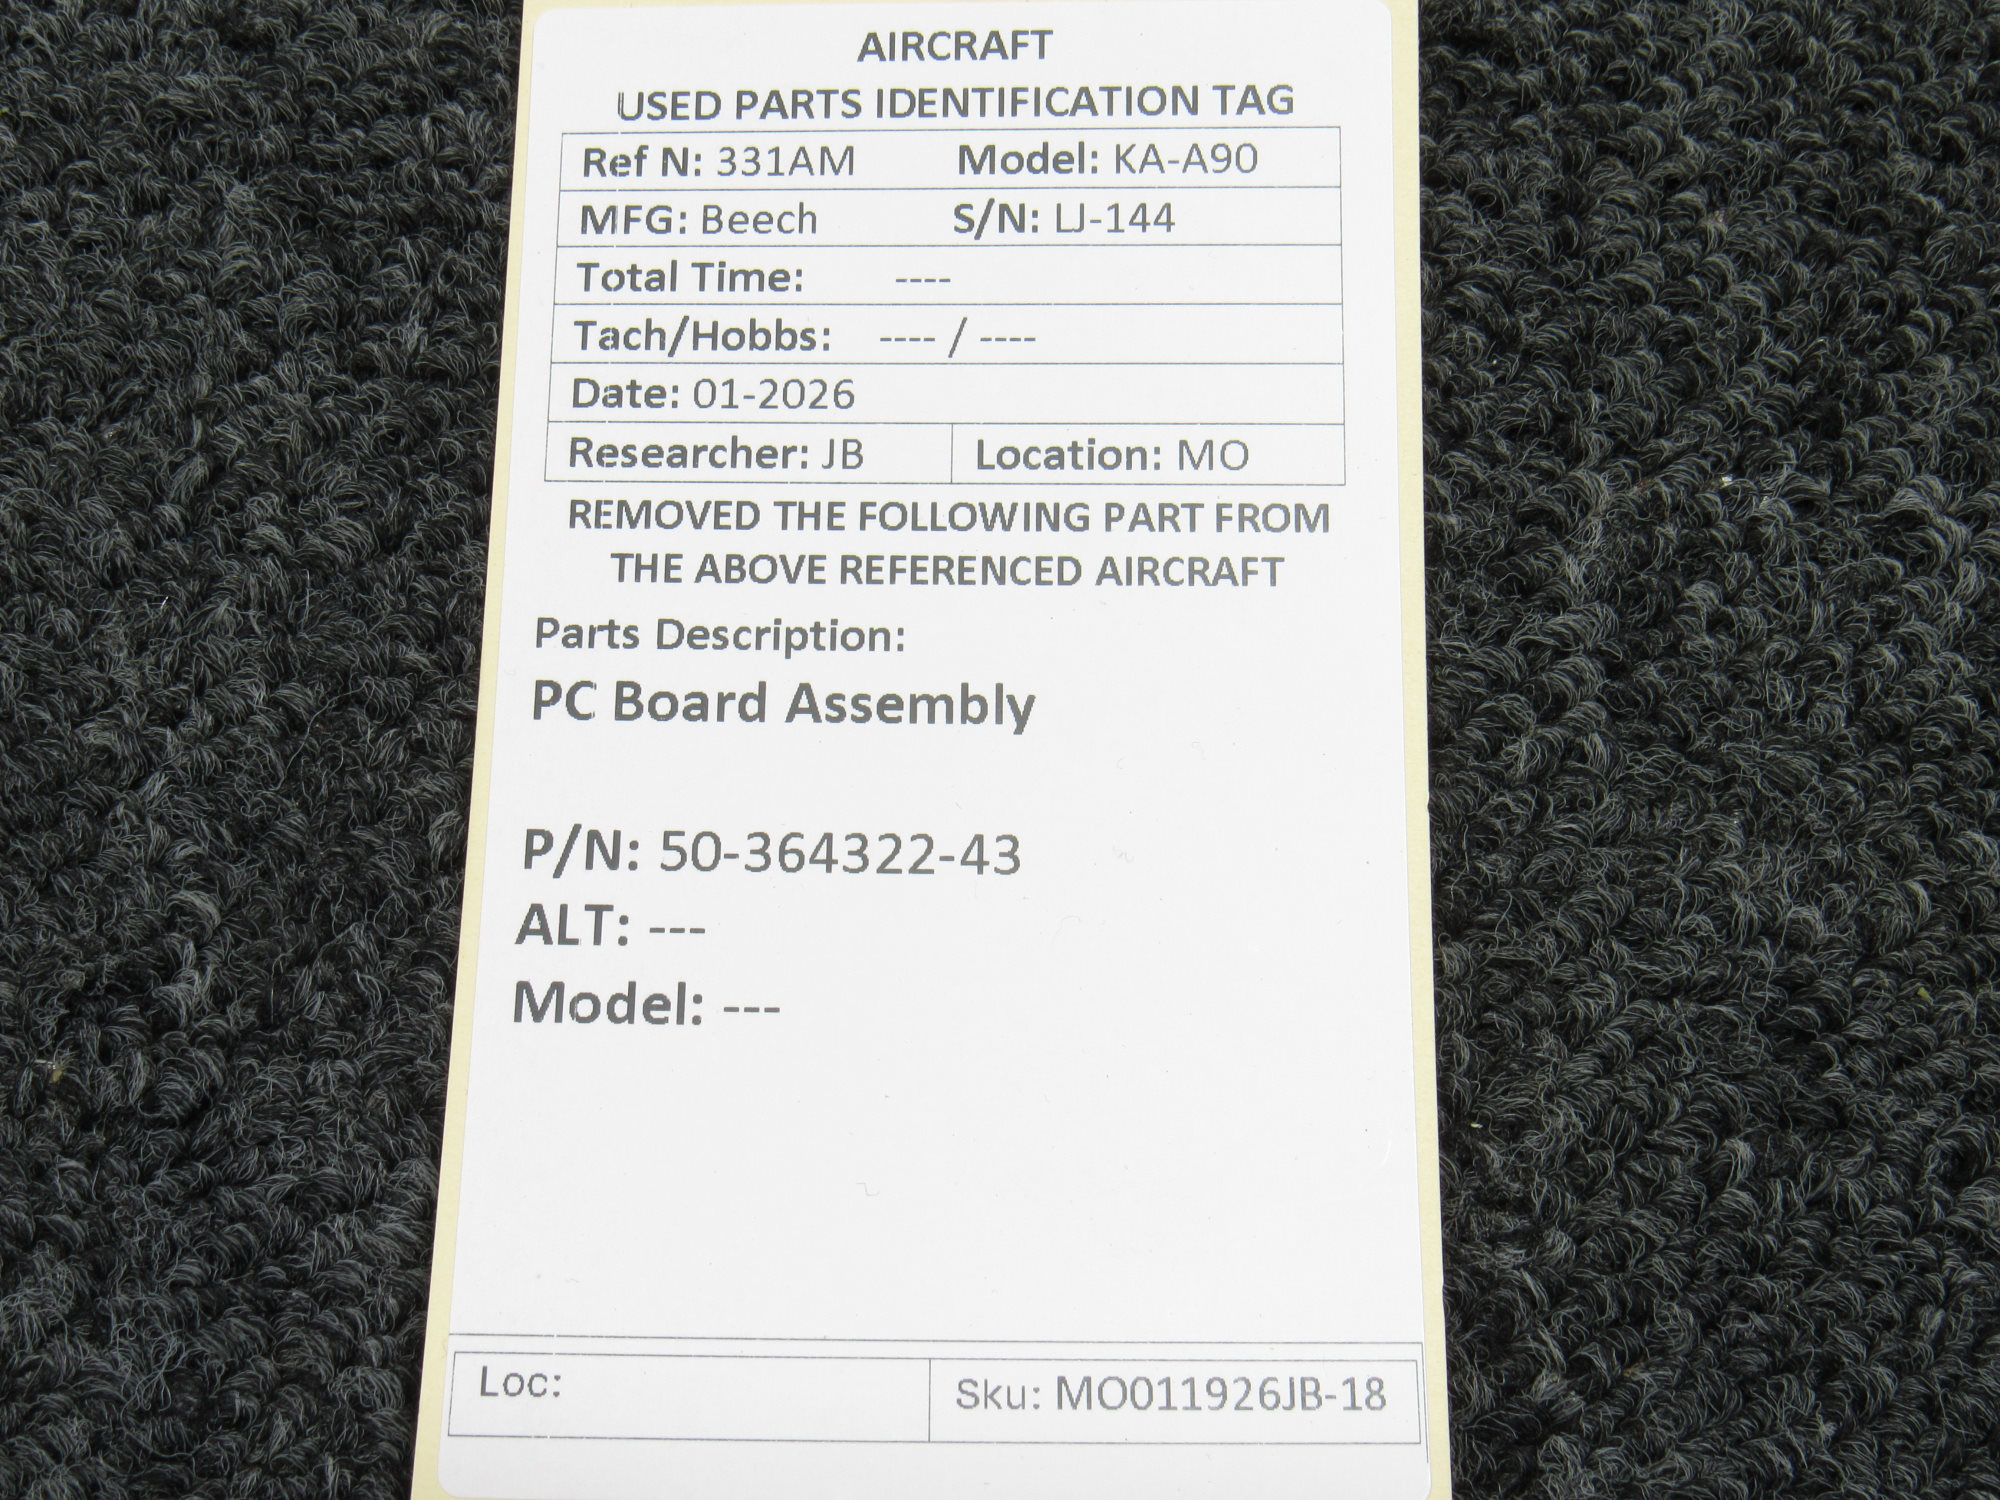 AIRCRAFT
USED PARTS IDENTIFICATION TAG
Ref N: 331AM Model: KA-A90
MFG: Beech S/N: LJ-144
Total Time: ----
Tach/Hobbs: ---- / ----
Date: 01-2026
Researcher: JB Location: MO
REMOVED THE FOLLOWING PART FROM
THE ABOVE REFERENCED AIRCRAFT
Parts Description:
PC Board Assembly
P/N: 50-364322-43
ALT: ---
Model: ---
Loc: Sku: MO011926JB-18